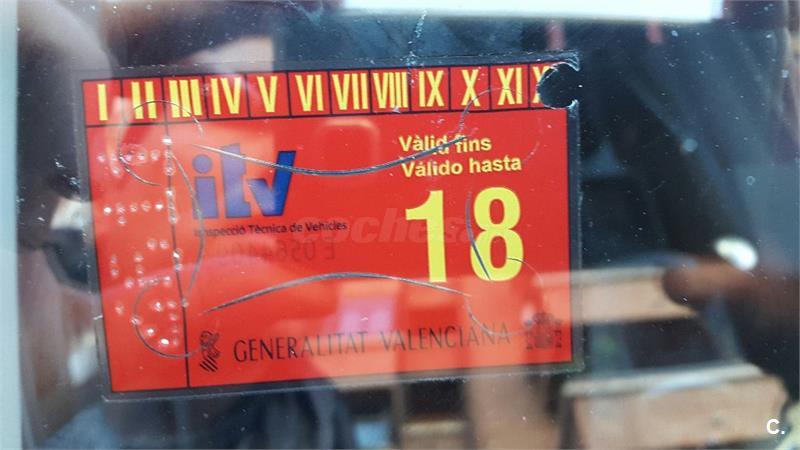 I II III IV V VI VII VIII IX X XI
itv
Inspecció Tècnica de Vehicles
Vàlid fins
Válido hasta
18
GENERALITAT VALENCIANA
coches.
C.